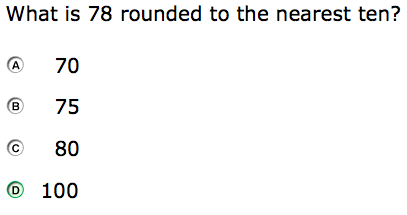 What is 78 rounded to the nearest ten?
A 70
B 75
C 80
D 100